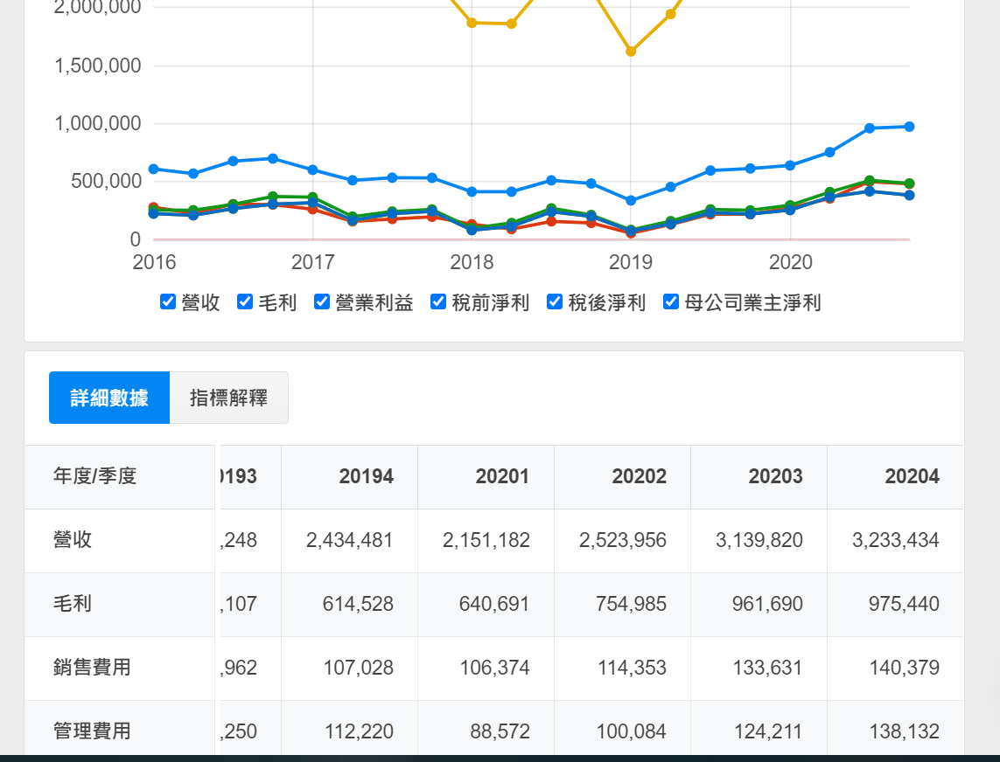 2,000,000
1,500,000
1,000,000
500,000
0
2016 2017 2018 2019 2020
營收 毛利 營業利益 稅前淨利 稅後淨利 母公司業主淨利
詳細數據 指標解釋
年度/季度 0193 20194 20201 20202 20203 20204
營收 ,248 2,434,481 2,151,182 2,523,956 3,139,820 3,233,434
毛利 ,107 614,528 640,691 754,985 961,690 975,440
銷售費用 ,962 107,028 106,374 114,353 133,631 140,379
管理費用 ,250 112,220 88,572 100,084 124,211 138,132